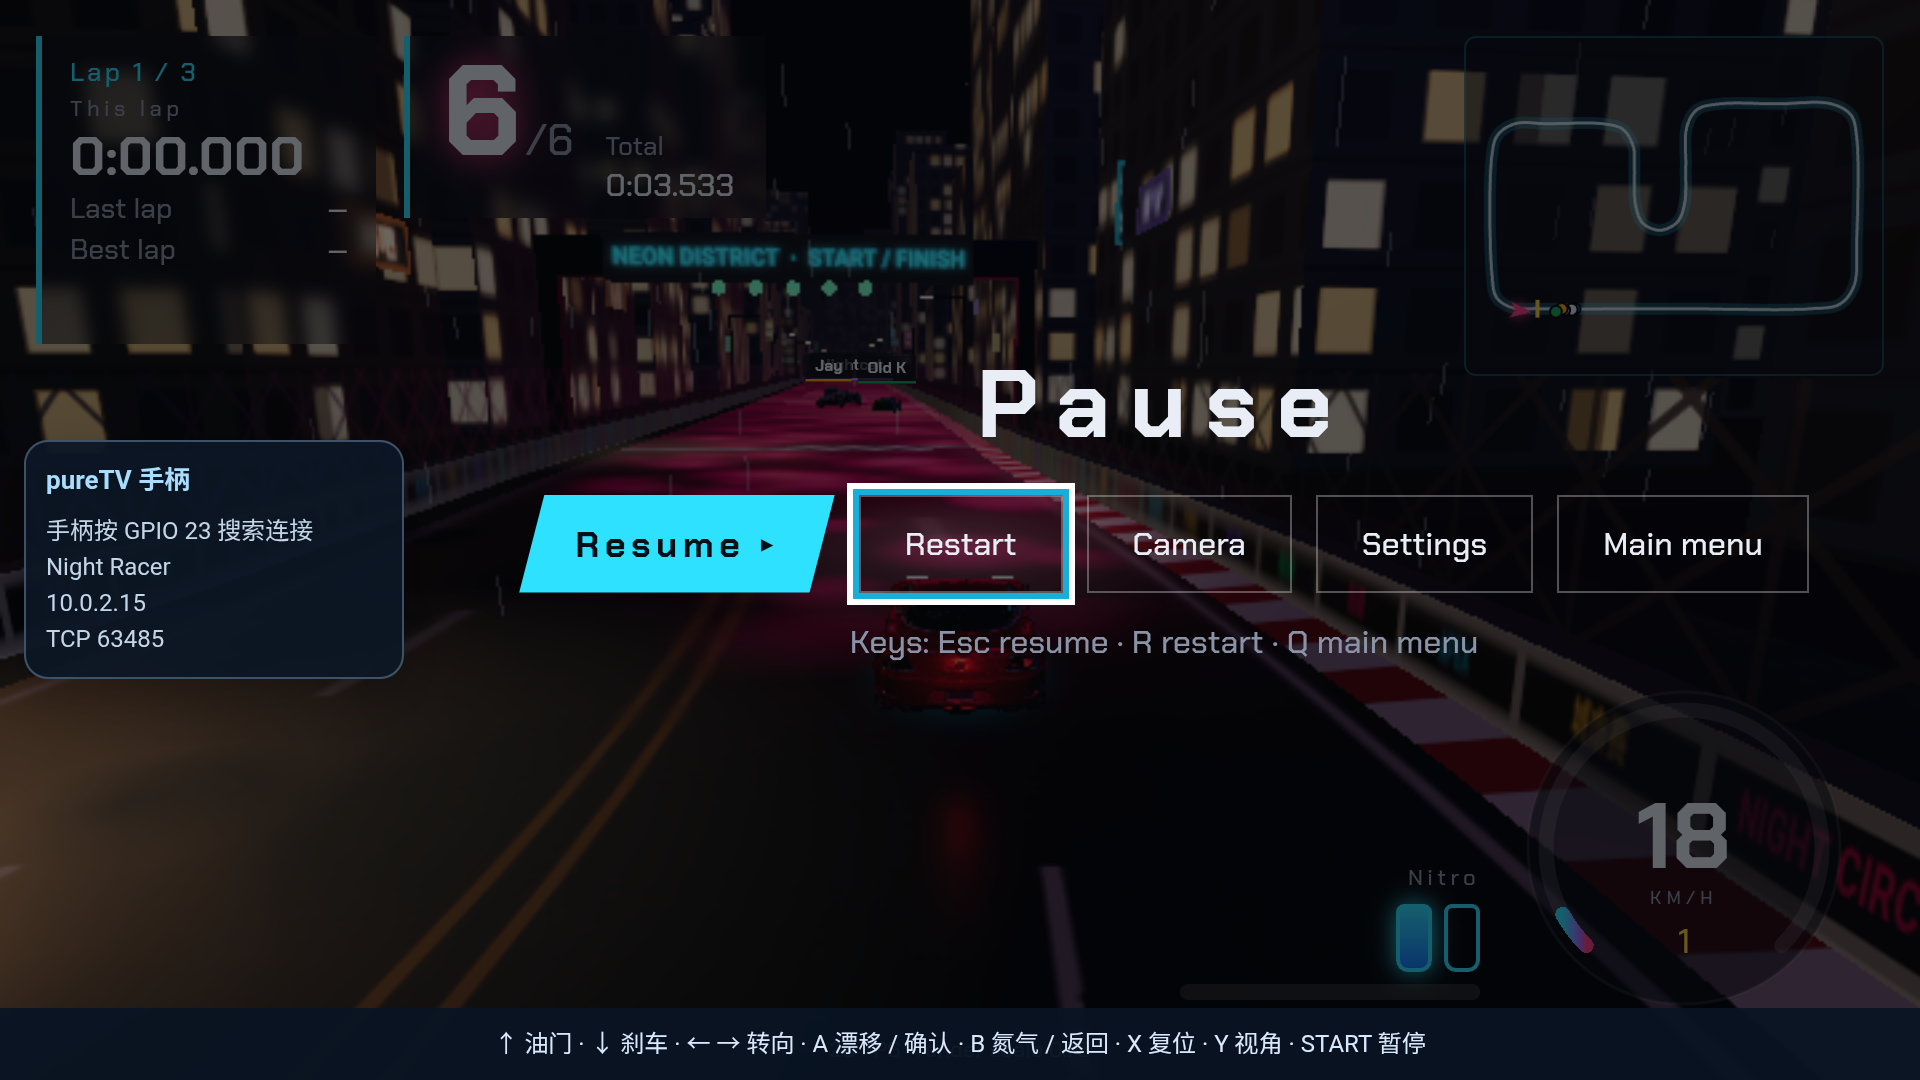 Lap 1 / 3
This lap
0:00.000
Last lap —
Best lap —
6/6
Total
0:03.533
NEON DISTRICT · START / FINISH
Jay
Old K
Pause
pureTV 手柄
手柄按 GPIO 23 搜索连接
Night Racer
10.0.2.15
TCP 63485
Resume ▸
Restart
Camera
Settings
Main menu
Keys: Esc resume · R restart · Q main menu
18
KM/H
1
Nitro
NIGHT CIRC
↑ 油门 · ↓ 刹车 · ← → 转向 · A 漂移 / 确认 · B 氮气 / 返回 · X 复位 · Y 视角 · START 暂停